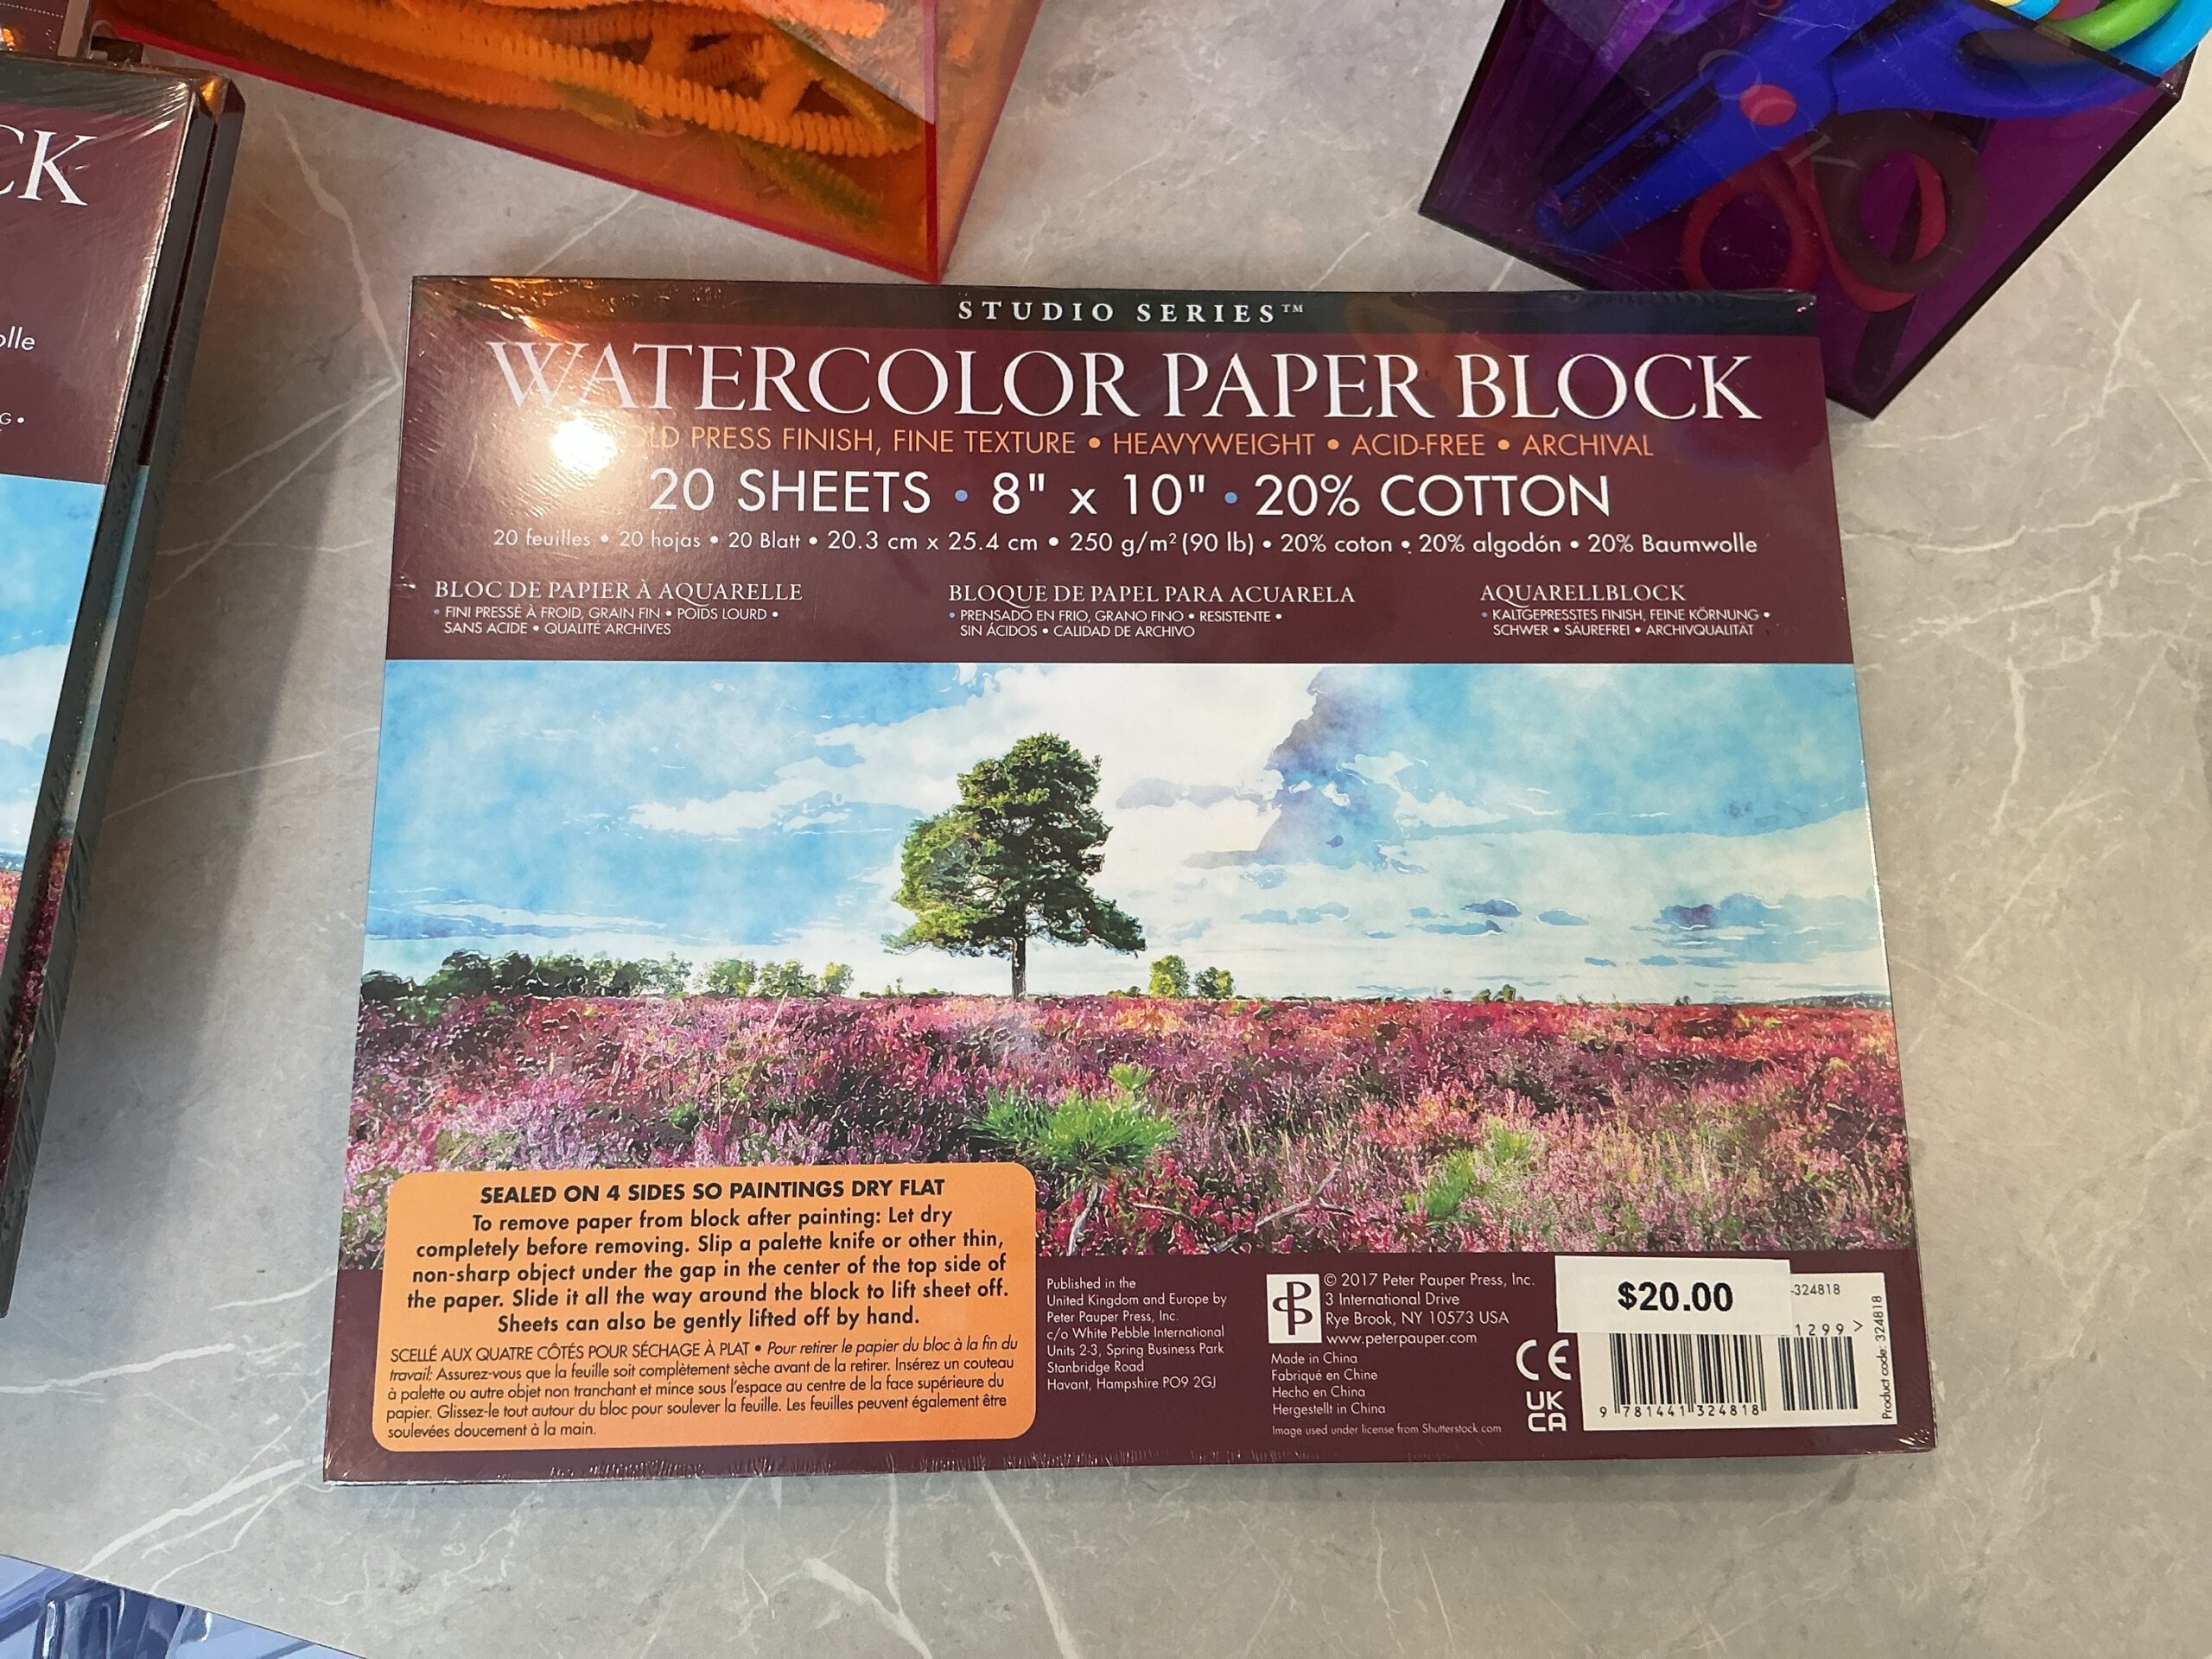 CK
olle
G •
STUDIO SERIES™
WATERCOLOR PAPER BLOCK
PRESS FINISH, FINE TEXTURE • HEAVYWEIGHT • ACID-FREE • ARCHIVAL
20 SHEETS • 8" x 10" • 20% COTTON
20 feuilles • 20 hojas • 20 Blatt • 20.3 cm x 25.4 cm • 250 g/m² (90 lb) • 20% coton • 20% algodón • 20% Baumwolle
BLOC DE PAPIER À AQUARELLE
• FINI PRESSÉ À FROID, GRAIN FIN • POIDS LOURD •
SANS ACIDE • QUALITÉ ARCHIVES
BLOQUE DE PAPEL PARA ACUARELA
• PRENSADO EN FRIO, GRANO FINO • RESISTENTE •
SIN ÁCIDOS • CALIDAD DE ARCHIVO
AQUARELLBLOCK
• KALTGEPRESSTES FINISH, FEINE KÖRNUNG •
SCHWER • SÄUREFREI • ARCHIVQUALITÄT
SEALED ON 4 SIDES SO PAINTINGS DRY FLAT
To remove paper from block after painting: Let dry
completely before removing. Slip a palette knife or other thin,
non-sharp object under the gap in the center of the top side of
the paper. Slide it all the way around the block to lift sheet off.
Sheets can also be gently lifted off by hand.
SCELLÉ AUX QUATRE CÔTÉS POUR SÉCHAGE À PLAT • Pour retirer le papier du bloc à la fin du
travail: Assurez-vous que la feuille soit complètement sèche avant de la retirer. Insérez un couteau
à palette ou autre objet non tranchant et mince sous l'espace au centre de la face supérieure du
papier. Glissez-le tout autour du bloc pour soulever la feuille. Les feuilles peuvent également être
soulevées doucement à la main.
Published in the
United Kingdom and Europe by
Peter Pauper Press, Inc.
c/o White Pebble International
Units 2-3, Spring Business Park
Stanbridge Road
Havant, Hampshire PO9 2GJ
© 2017 Peter Pauper Press, Inc.
3 International Drive
Rye Brook, NY 10573 USA
www.peterpauper.com
Made in China
Fabriqué en Chine
Hecho en China
Hergestellt in China
Image used under license from Shutterstock.com
CE
UK
CA
$20.00
-324818
1299 >
9 781441 324818
Product code: 324818